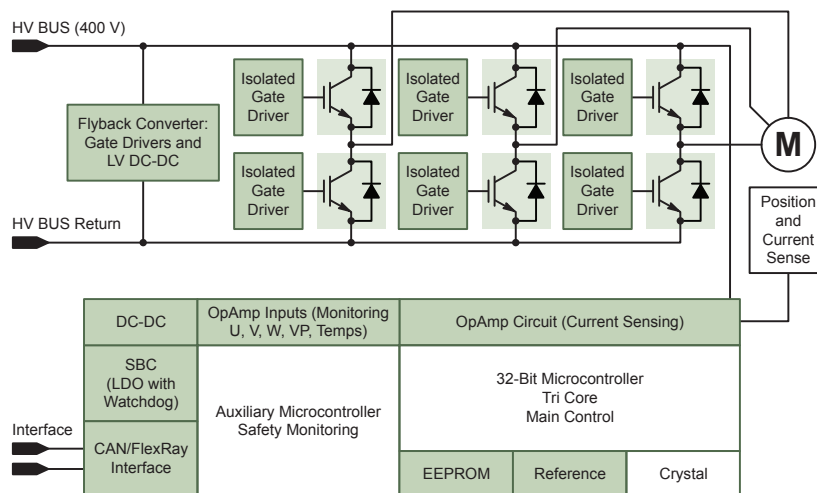 HV BUS (400 V)
Isolated
Gate
Driver
Isolated
Gate
Driver
Isolated
Gate
Driver
Flyback Converter:
Gate Drivers and
LV DC-DC
M
Isolated
Gate
Driver
Isolated
Gate
Driver
Isolated
Gate
Driver
HV BUS Return
Position
and
Current
Sense
DC-DC
OpAmp Inputs (Monitoring
U, V, W, VP, Temps)
OpAmp Circuit (Current Sensing)
SBC
(LDO with
Watchdog)
Auxiliary Microcontroller
Safety Monitoring
32-Bit Microcontroller
Tri Core
Main Control
Interface
CAN/FlexRay
Interface
EEPROM
Reference
Crystal